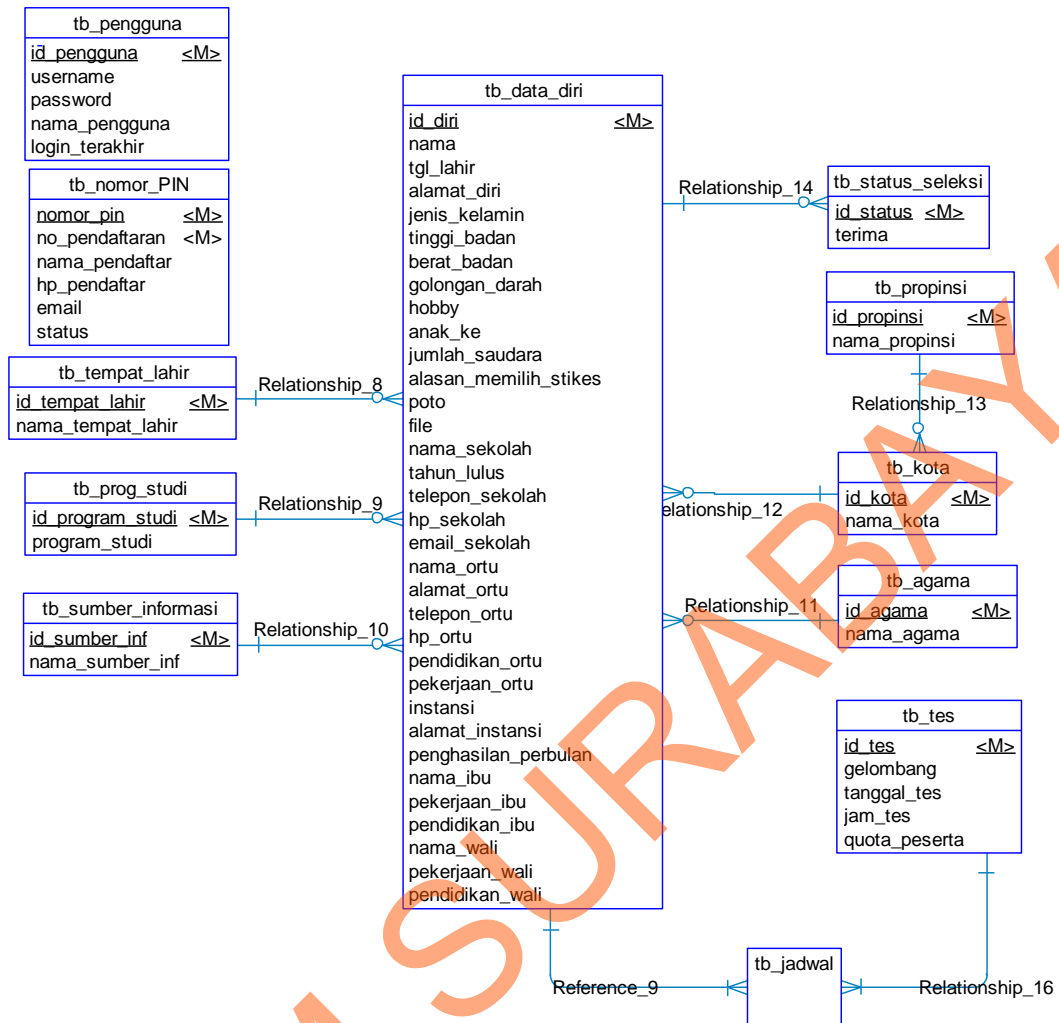 tb_pengguna
id_pengguna <M>
username
password
nama_pengguna
login_terakhir
tb_nomor_PIN
nomor_pin <M>
no_pendaftaran <M>
nama_pendaftar
hp_pendaftar
email
status
tb_tempat_lahir
id_tempat_lahir <M>
nama_tempat_lahir
Relationship_8
tb_prog_studi
id_program_studi <M>
program_studi
Relationship_9
tb_sumber_informasi
id_sumber_inf <M>
nama_sumber_inf
Relationship_10
tb_data_diri
id_diri <M>
nama
tgl_lahir
alamat_diri
jenis_kelamin
tinggi_badan
berat_badan
golongan_darah
hobby
anak_ke
jumlah_saudara
alasan_memilih_stikes
poto
file
nama_sekolah
tahun_lulus
telepon_sekolah
hp_sekolah
email_sekolah
nama_ortu
alamat_ortu
telepon_ortu
hp_ortu
pendidikan_ortu
pekerjaan_ortu
instansi
alamat_instansi
penghasilan_perbulan
nama_ibu
pekerjaan_ibu
pendidikan_ibu
nama_wali
pekerjaan_wali
pendidikan_wali
Relationship_14
tb_status_seleksi
id_status <M>
terima
tb_propinsi
id_propinsi <M>
nama_propinsi
Relationship_13
tb_kota
id_kota <M>
nama_kota
elationship_12
tb_agama
id_agama <M>
nama_agama
Relationship_11
tb_tes
id_tes <M>
gelombang
tanggal_tes
jam_tes
quota_peserta
tb_jadwal
Reference_9
Relationship_16
M SURABAYA